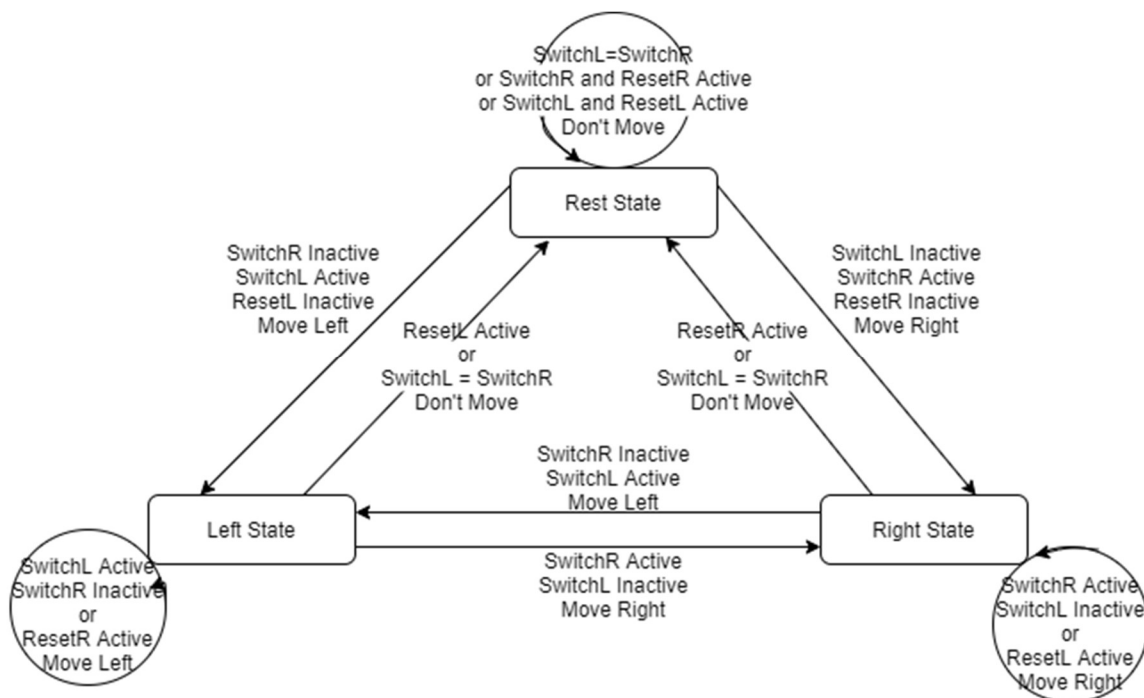 SwitchL=SwitchR
or SwitchR and ResetR Active
or SwitchL and ResetL Active
Don't Move
Rest State
SwitchR Inactive
SwitchL Active
ResetL Inactive
Move Left
SwitchL Inactive
SwitchR Active
ResetR Inactive
Move Right
ResetL Active
or
SwitchL = SwitchR
Don't Move
ResetR Active
or
SwitchL = SwitchR
Don't Move
SwitchR Inactive
SwitchL Active
Move Left
Left State
Right State
SwitchR Active
SwitchL Inactive
Move Right
SwitchL Active
SwitchR Inactive
or
ResetR Active
Move Left
SwitchR Active
SwitchL Inactive
or
ResetL Active
Move Right